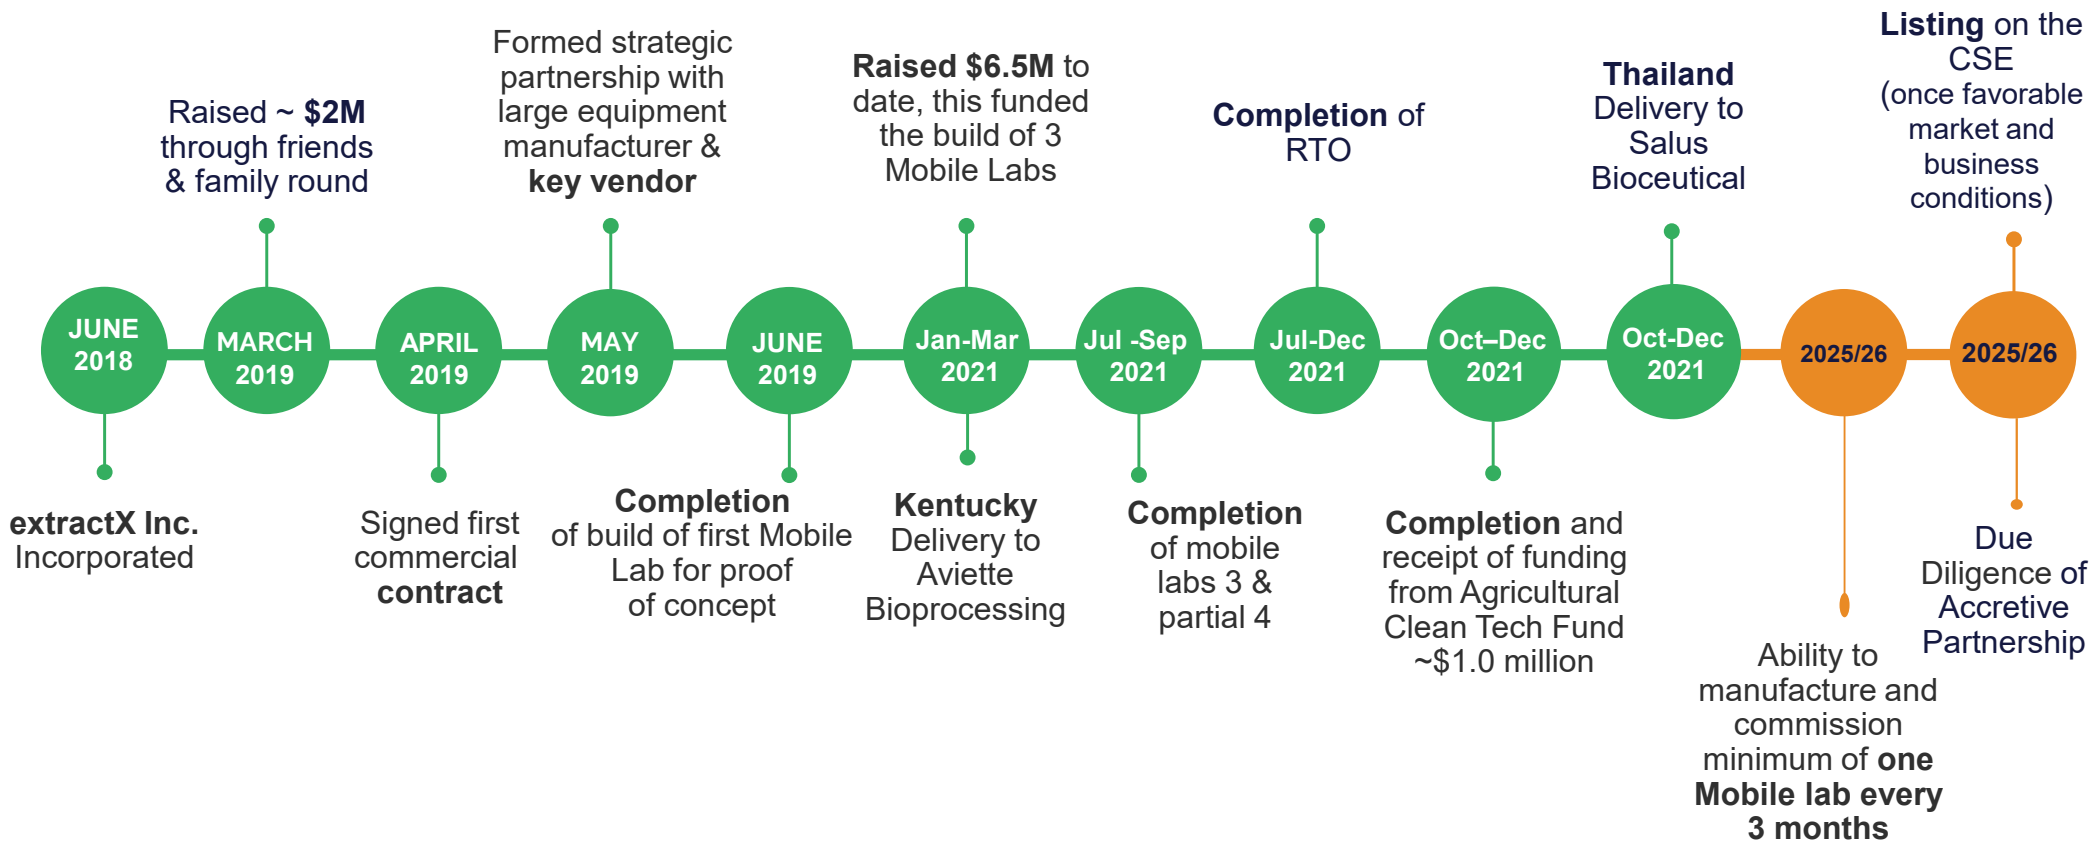 JUNE
2018
extractX Inc.
Incorporated
Raised ~ $2M
through friends
& family round
MARCH
2019
APRIL
2019
Signed first
commercial
contract
Formed strategic
partnership with
large equipment
manufacturer &
key vendor
MAY
2019
JUNE
2019
Completion
of build of first Mobile
Lab for proof
of concept
Raised $6.5M to
date, this funded
the build of 3
Mobile Labs
Jan-Mar
2021
Kentucky
Delivery to
Aviette
Bioprocessing
Jul -Sep
2021
Completion
of mobile
labs 3 &
partial 4
Completion of
RTO
Jul-Dec
2021
Oct–Dec
2021
Completion and
receipt of funding
from Agricultural
Clean Tech Fund
~$1.0 million
Thailand
Delivery to
Salus
Bioceutical
Oct-Dec
2021
2025/26
Ability to
manufacture and
commission
minimum of one
Mobile lab every
3 months
Listing on the
CSE
(once favorable
market and
business
conditions)
2025/26
Due
Diligence of
Accretive
Partnership